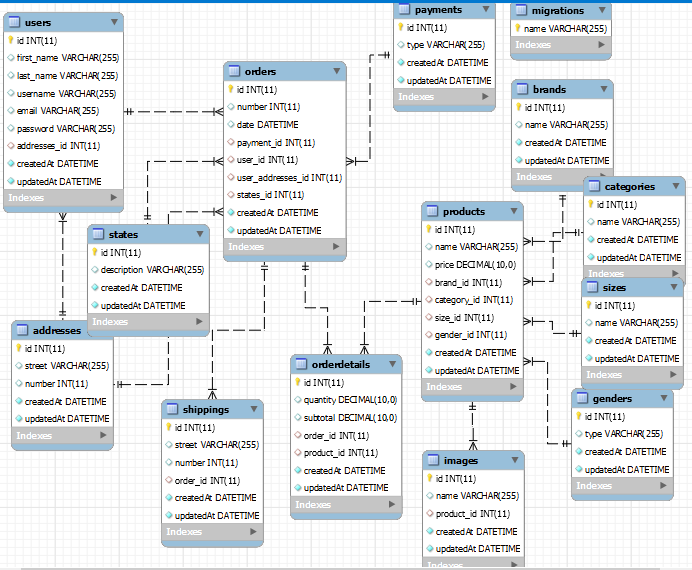 users
id INT(11)
first_name VARCHAR(255)
last_name VARCHAR(255)
username VARCHAR(255)
email VARCHAR(255)
password VARCHAR(255)
addresses_id INT(11)
createdAt DATETIME
updatedAt DATETIME
Indexes
orders
id INT(11)
number INT(11)
date DATETIME
payment_id INT(11)
user_id INT(11)
user_addresses_id INT(11)
states_id INT(11)
createdAt DATETIME
updatedAt DATETIME
Indexes
payments
id INT(11)
type VARCHAR(255)
createdAt DATETIME
updatedAt DATETIME
Indexes
migrations
name VARCHAR(255)
Indexes
brands
id INT(11)
name VARCHAR(255)
createdAt DATETIME
updatedAt DATETIME
Indexes
categories
id INT(11)
name VARCHAR(255)
createdAt DATETIME
updatedAt DATETIME
Indexes
products
id INT(11)
name VARCHAR(255)
price DECIMAL(10,0)
brand_id INT(11)
category_id INT(11)
size_id INT(11)
gender_id INT(11)
createdAt DATETIME
updatedAt DATETIME
Indexes
states
id INT(11)
description VARCHAR(255)
createdAt DATETIME
updatedAt DATETIME
Indexes
sizes
id INT(11)
name VARCHAR(255)
createdAt DATETIME
updatedAt DATETIME
Indexes
addresses
id INT(11)
street VARCHAR(255)
number INT(11)
createdAt DATETIME
updatedAt DATETIME
Indexes
shippings
id INT(11)
street VARCHAR(255)
number INT(11)
order_id INT(11)
createdAt DATETIME
updatedAt DATETIME
Indexes
orderdetails
id INT(11)
quantity DECIMAL(10,0)
subtotal DECIMAL(10,0)
order_id INT(11)
product_id INT(11)
createdAt DATETIME
updatedAt DATETIME
Indexes
genders
id INT(11)
type VARCHAR(255)
createdAt DATETIME
updatedAt DATETIME
Indexes
images
id INT(11)
name VARCHAR(255)
product_id INT(11)
createdAt DATETIME
updatedAt DATETIME
Indexes